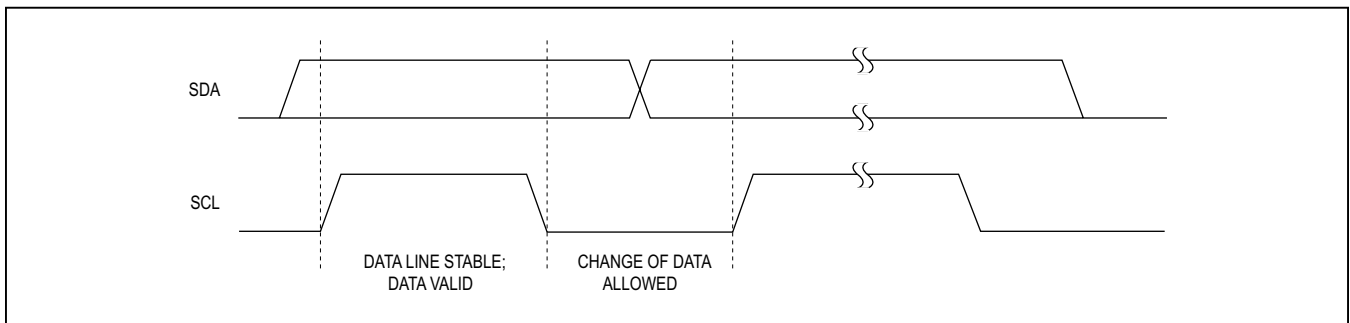 SDA
SCL
DATA LINE STABLE;
DATA VALID
CHANGE OF DATA
ALLOWED